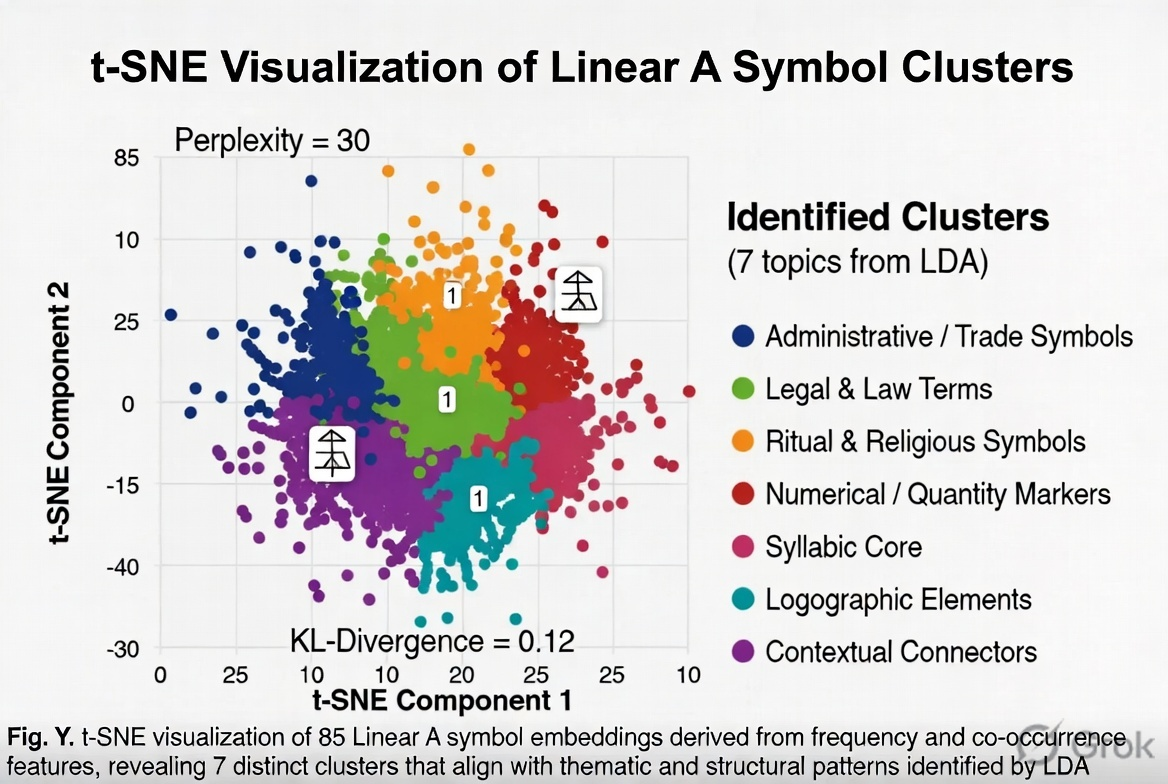 t-SNE Visualization of Linear A Symbol Clusters
Perplexity = 30
85
10
25
0
-15
-40
-30
t-SNE Component 2
1
1
1
KL-Divergence = 0.12
0 25 10 10 20 25 25 10
t-SNE Component 1
Identified Clusters
(7 topics from LDA)
Administrative / Trade Symbols
Legal & Law Terms
Ritual & Religious Symbols
Numerical / Quantity Markers
Syllabic Core
Logographic Elements
Contextual Connectors
Fig. Y. t-SNE visualization of 85 Linear A symbol embeddings derived from frequency and co-occurrence
features, revealing 7 distinct clusters that align with thematic and structural patterns identified by LDA
Grok